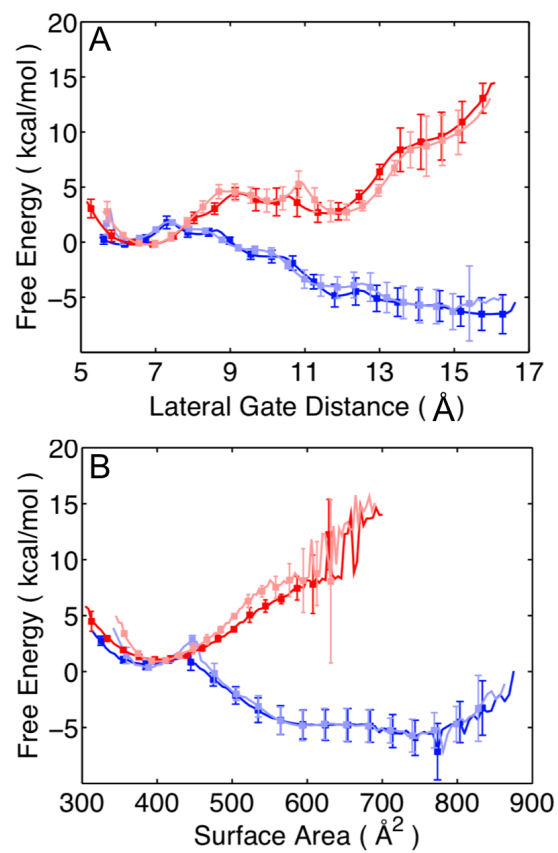 A
20
15
10
5
0
−5
Free Energy ( kcal/mol)
5 7 9 11 13 15 17
Lateral Gate Distance ( Å)
B
20
15
10
5
0
−5
Free Energy ( kcal/mol)
300 400 500 600 700 800 900
Surface Area ( Å²)